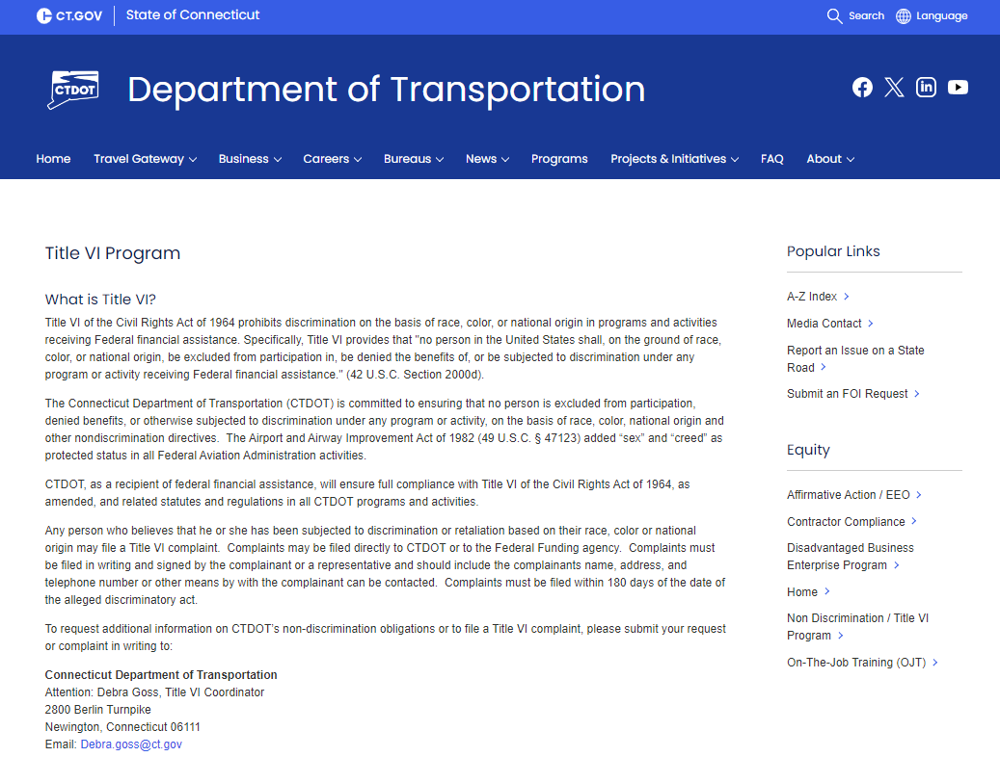 CT.GOV State of Connecticut Search Language
CTDOT Department of Transportation
Home Travel Gateway Business Careers Bureaus News Programs Projects & Initiatives FAQ About
Title VI Program
What is Title VI?
Title VI of the Civil Rights Act of 1964 prohibits discrimination on the basis of race, color, or national origin in programs and activities
receiving Federal financial assistance. Specifically, Title VI provides that "no person in the United States shall, on the ground of race,
color, or national origin, be excluded from participation in, be denied the benefits of, or be subjected to discrimination under any
program or activity receiving Federal financial assistance." (42 U.S.C. Section 2000d).
The Connecticut Department of Transportation (CTDOT) is committed to ensuring that no person is excluded from participation,
denied benefits, or otherwise subjected to discrimination under any program or activity, on the basis of race, color, national origin and
other nondiscrimination directives.  The Airport and Airway Improvement Act of 1982 (49 U.S.C. § 47123) added “sex” and “creed” as
protected status in all Federal Aviation Administration activities.
CTDOT, as a recipient of federal financial assistance, will ensure full compliance with Title VI of the Civil Rights Act of 1964, as
amended, and related statutes and regulations in all CTDOT programs and activities.
Any person who believes that he or she has been subjected to discrimination or retaliation based on their race, color or national
origin may file a Title VI complaint.  Complaints may be filed directly to CTDOT or to the Federal Funding agency.  Complaints must
be filed in writing and signed by the complainant or a representative and should include the complainants name, address, and
telephone number or other means by with the complainant can be contacted.  Complaints must be filed within 180 days of the date of
the alleged discriminatory act.
To request additional information on CTDOT’s non-discrimination obligations or to file a Title VI complaint, please submit your request
or complaint in writing to:
Connecticut Department of Transportation
Attention: Debra Goss, Title VI Coordinator
2800 Berlin Turnpike
Newington, Connecticut 06111
Email: Debra.goss@ct.gov
Popular Links
A-Z Index
Media Contact
Report an Issue on a State
Road
Submit an FOI Request
Equity
Affirmative Action / EEO
Contractor Compliance
Disadvantaged Business
Enterprise Program
Home
Non Discrimination / Title VI
Program
On-The-Job Training (OJT)